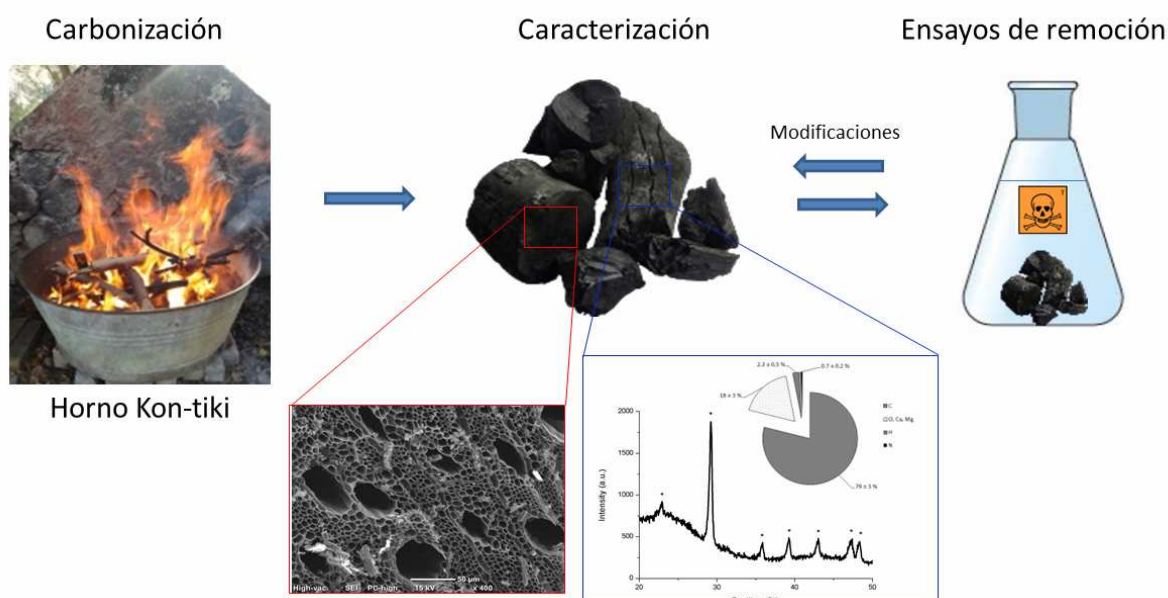 Carbonización
Caracterización
Ensayos de remoción
Modificaciones
Horno Kon-tiki
High-vac. SEI PC-high 15 kV x 400
50 µm
2.3 ± 0.5 %
0.7 ± 0.2 %
18 ± 3 %
79 ± 3 %
C
O, Ca, Mg
H
N
Intensity (a.u.)
2000
1500
1000
500
0
20 30 40 50